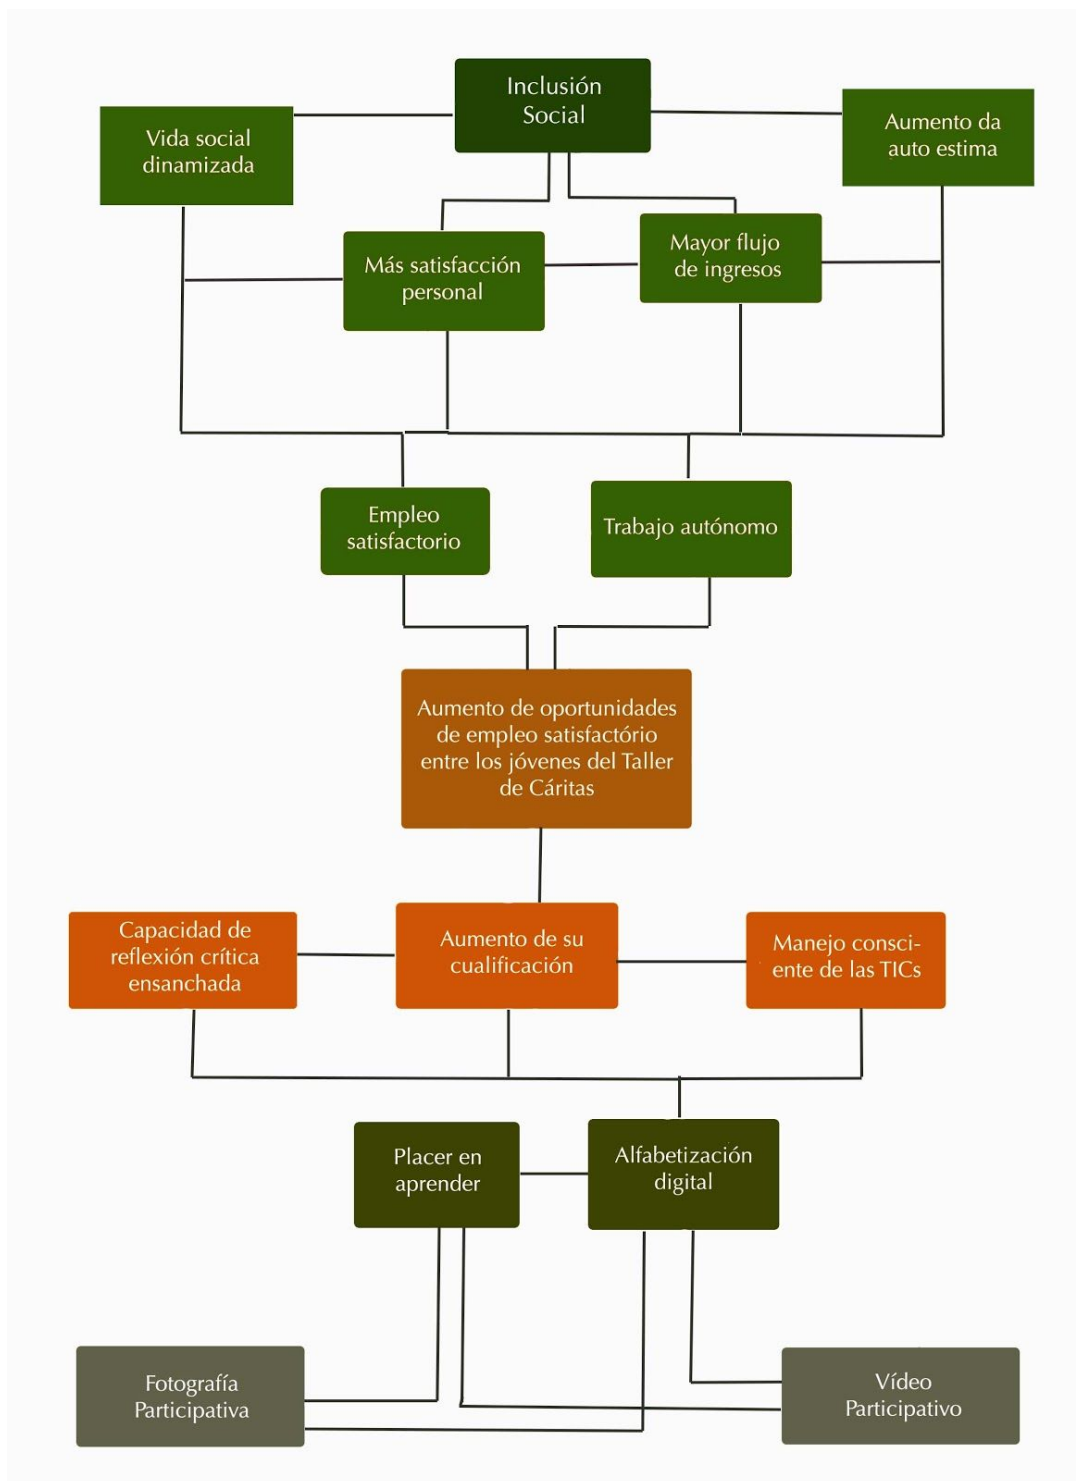 Inclusión
Social
Vida social
dinamizada
Aumento da
auto estima
Más satisfacción
personal
Mayor flujo
de ingresos
Empleo
satisfactorio
Trabajo autónomo
Aumento de oportunidades
de empleo satisfactório
entre los jóvenes del Taller
de Cáritas
Capacidad de
reflexión crítica
ensanchada
Aumento de su
cualificación
Manejo consci-
ente de las TICs
Placer en
aprender
Alfabetización
digital
Fotografía
Participativa
Vídeo
Participativo